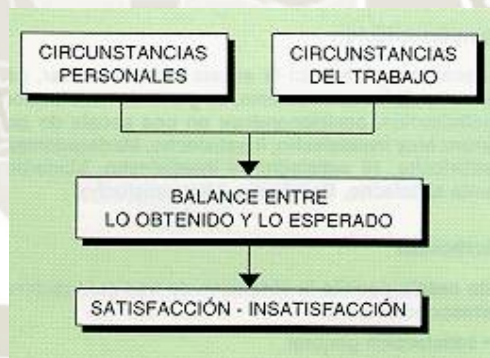 CIRCUNSTANCIAS
PERSONALES
CIRCUNSTANCIAS
DEL TRABAJO
BALANCE ENTRE
LO OBTENIDO Y LO ESPERADO
SATISFACCIÓN - INSATISFACCIÓN